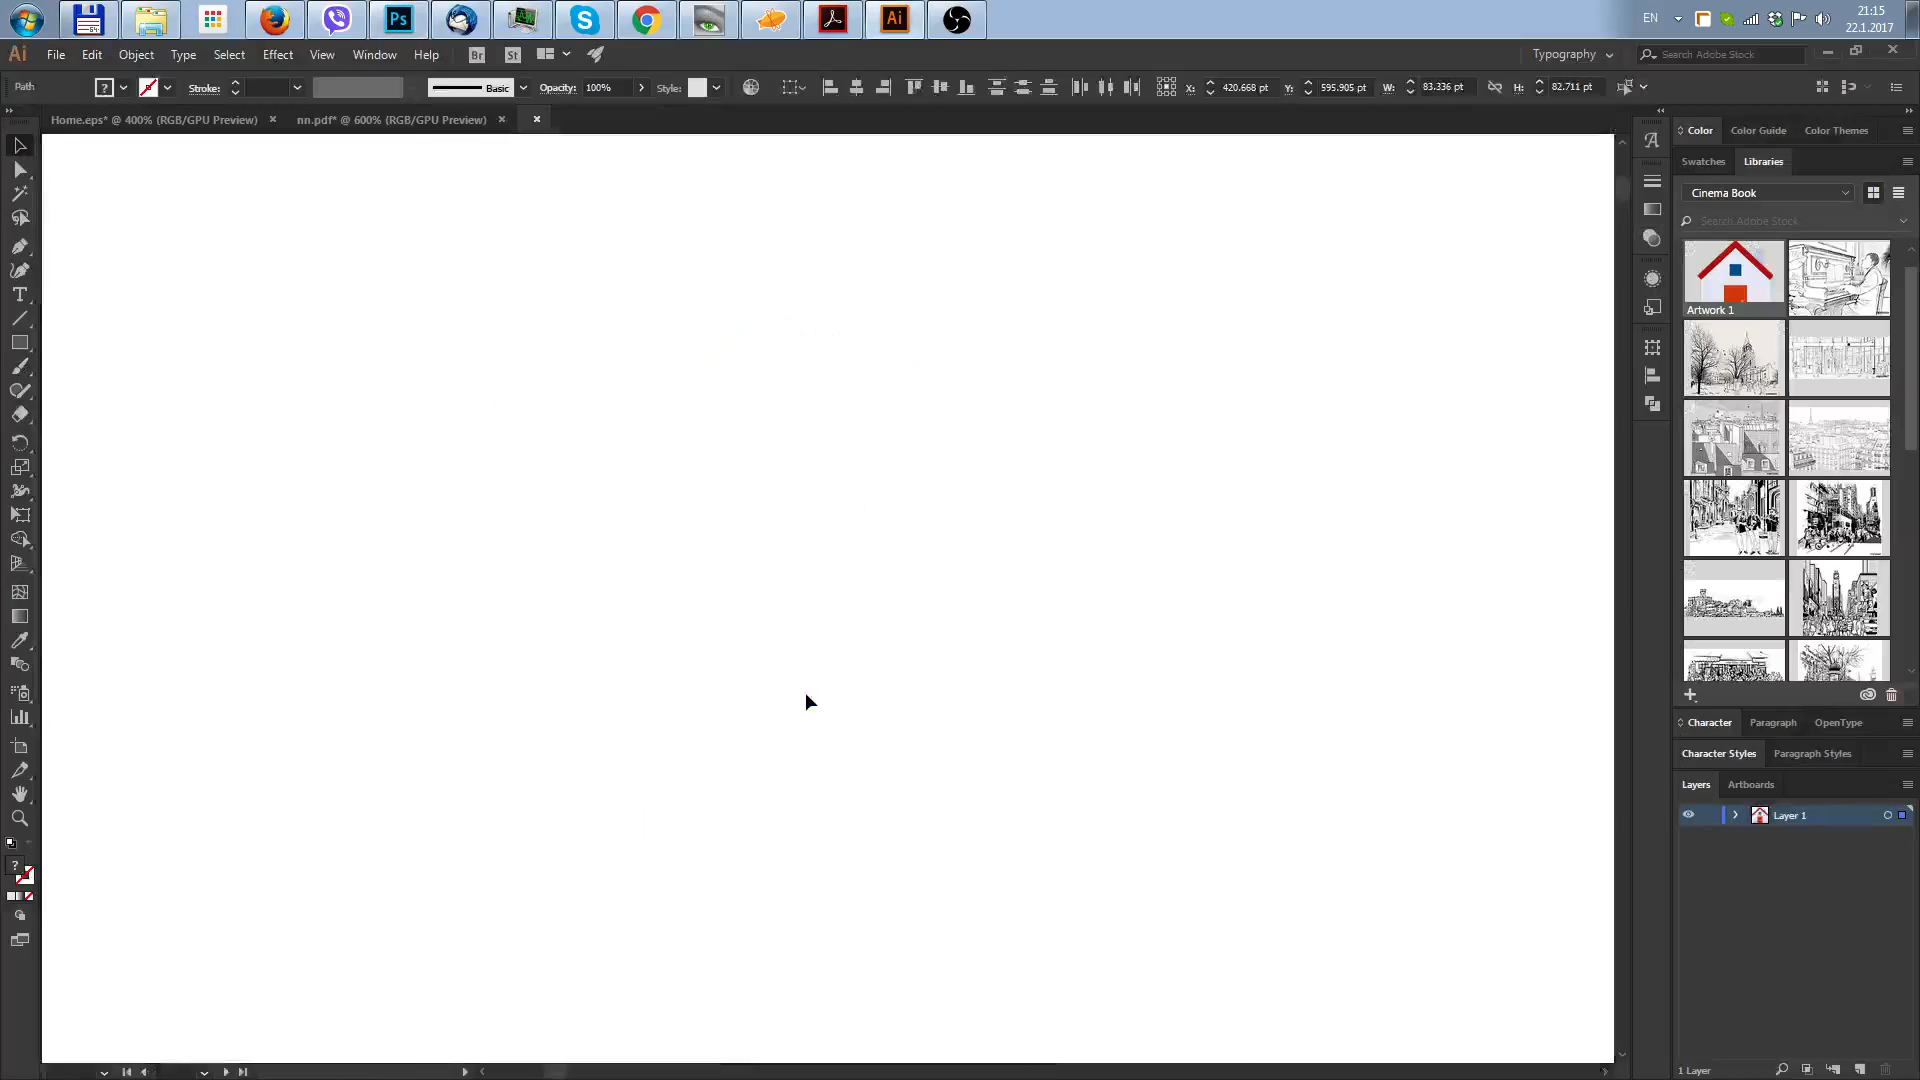 EN
21:15
22.1.2017
Ai File Edit Object Type Select Effect View Window Help Br St
Typography
Search Adobe Stock
Path
?
Stroke:
Basic
Opacity: 100%
Style:
X: 420.668 pt
Y: 595.905 pt
W: 83.336 pt
H: 82.711 pt
Home.eps* @ 400% (RGB/GPU Preview)
nn.pdf* @ 600% (RGB/GPU Preview)
Color
Color Guide
Color Themes
Swatches
Libraries
Cinema Book
Search Adobe Stock
Artwork 1
Character
Paragraph
OpenType
Character Styles
Paragraph Styles
Layers
Artboards
Layer 1
1 Layer
Ps
Ai
64
?